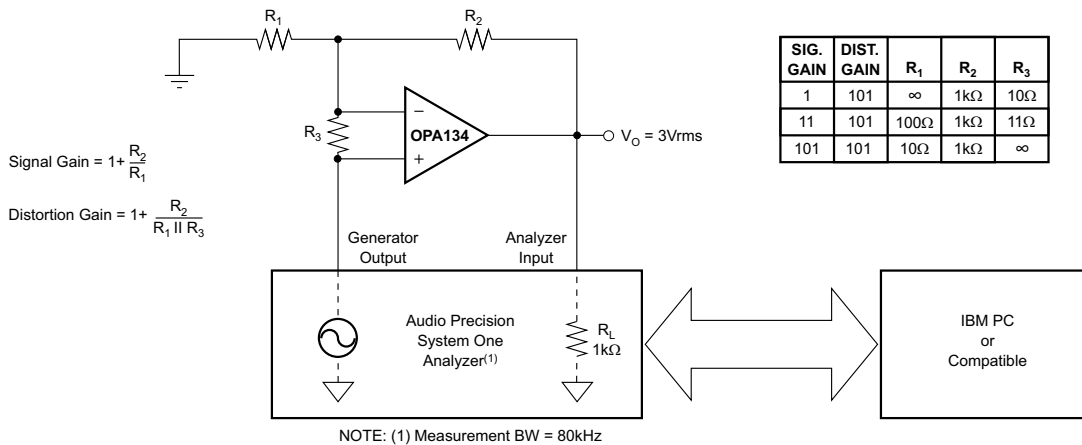 R1
R2
SIG. GAIN DIST. GAIN R1 R2 R3
1 101 ∞ 1kΩ 10Ω
11 101 100Ω 1kΩ 11Ω
101 101 10Ω 1kΩ ∞
R3
−
+
OPA134
VO = 3Vrms
Signal Gain = 1+ R2
R1
Distortion Gain = 1+ R2
R1 II R3
Generator
Output
Analyzer
Input
Audio Precision
System One
Analyzer(1)
RL
1kΩ
IBM PC
or
Compatible
NOTE: (1) Measurement BW = 80kHz